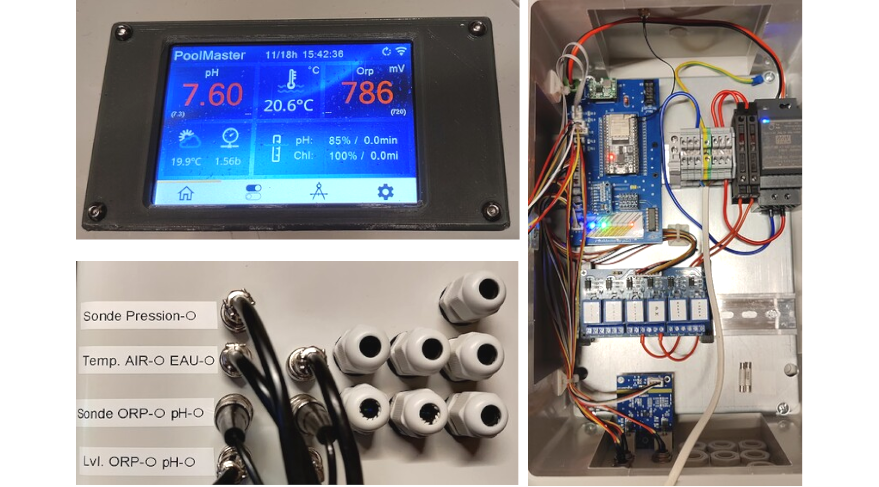 PoolMaster 11/18h 15:42:36
pH °C Orp mV
7.60 20.6°C 786
(7.3) (720)
19.9°C 1.56b
pH: 85% / 0.0min
Chl: 100% / 0.0mi
Sonde Pression-O
Temp. AIR-O EAU-O
Sonde ORP-O pH-O
Lvl. ORP-O pH-O